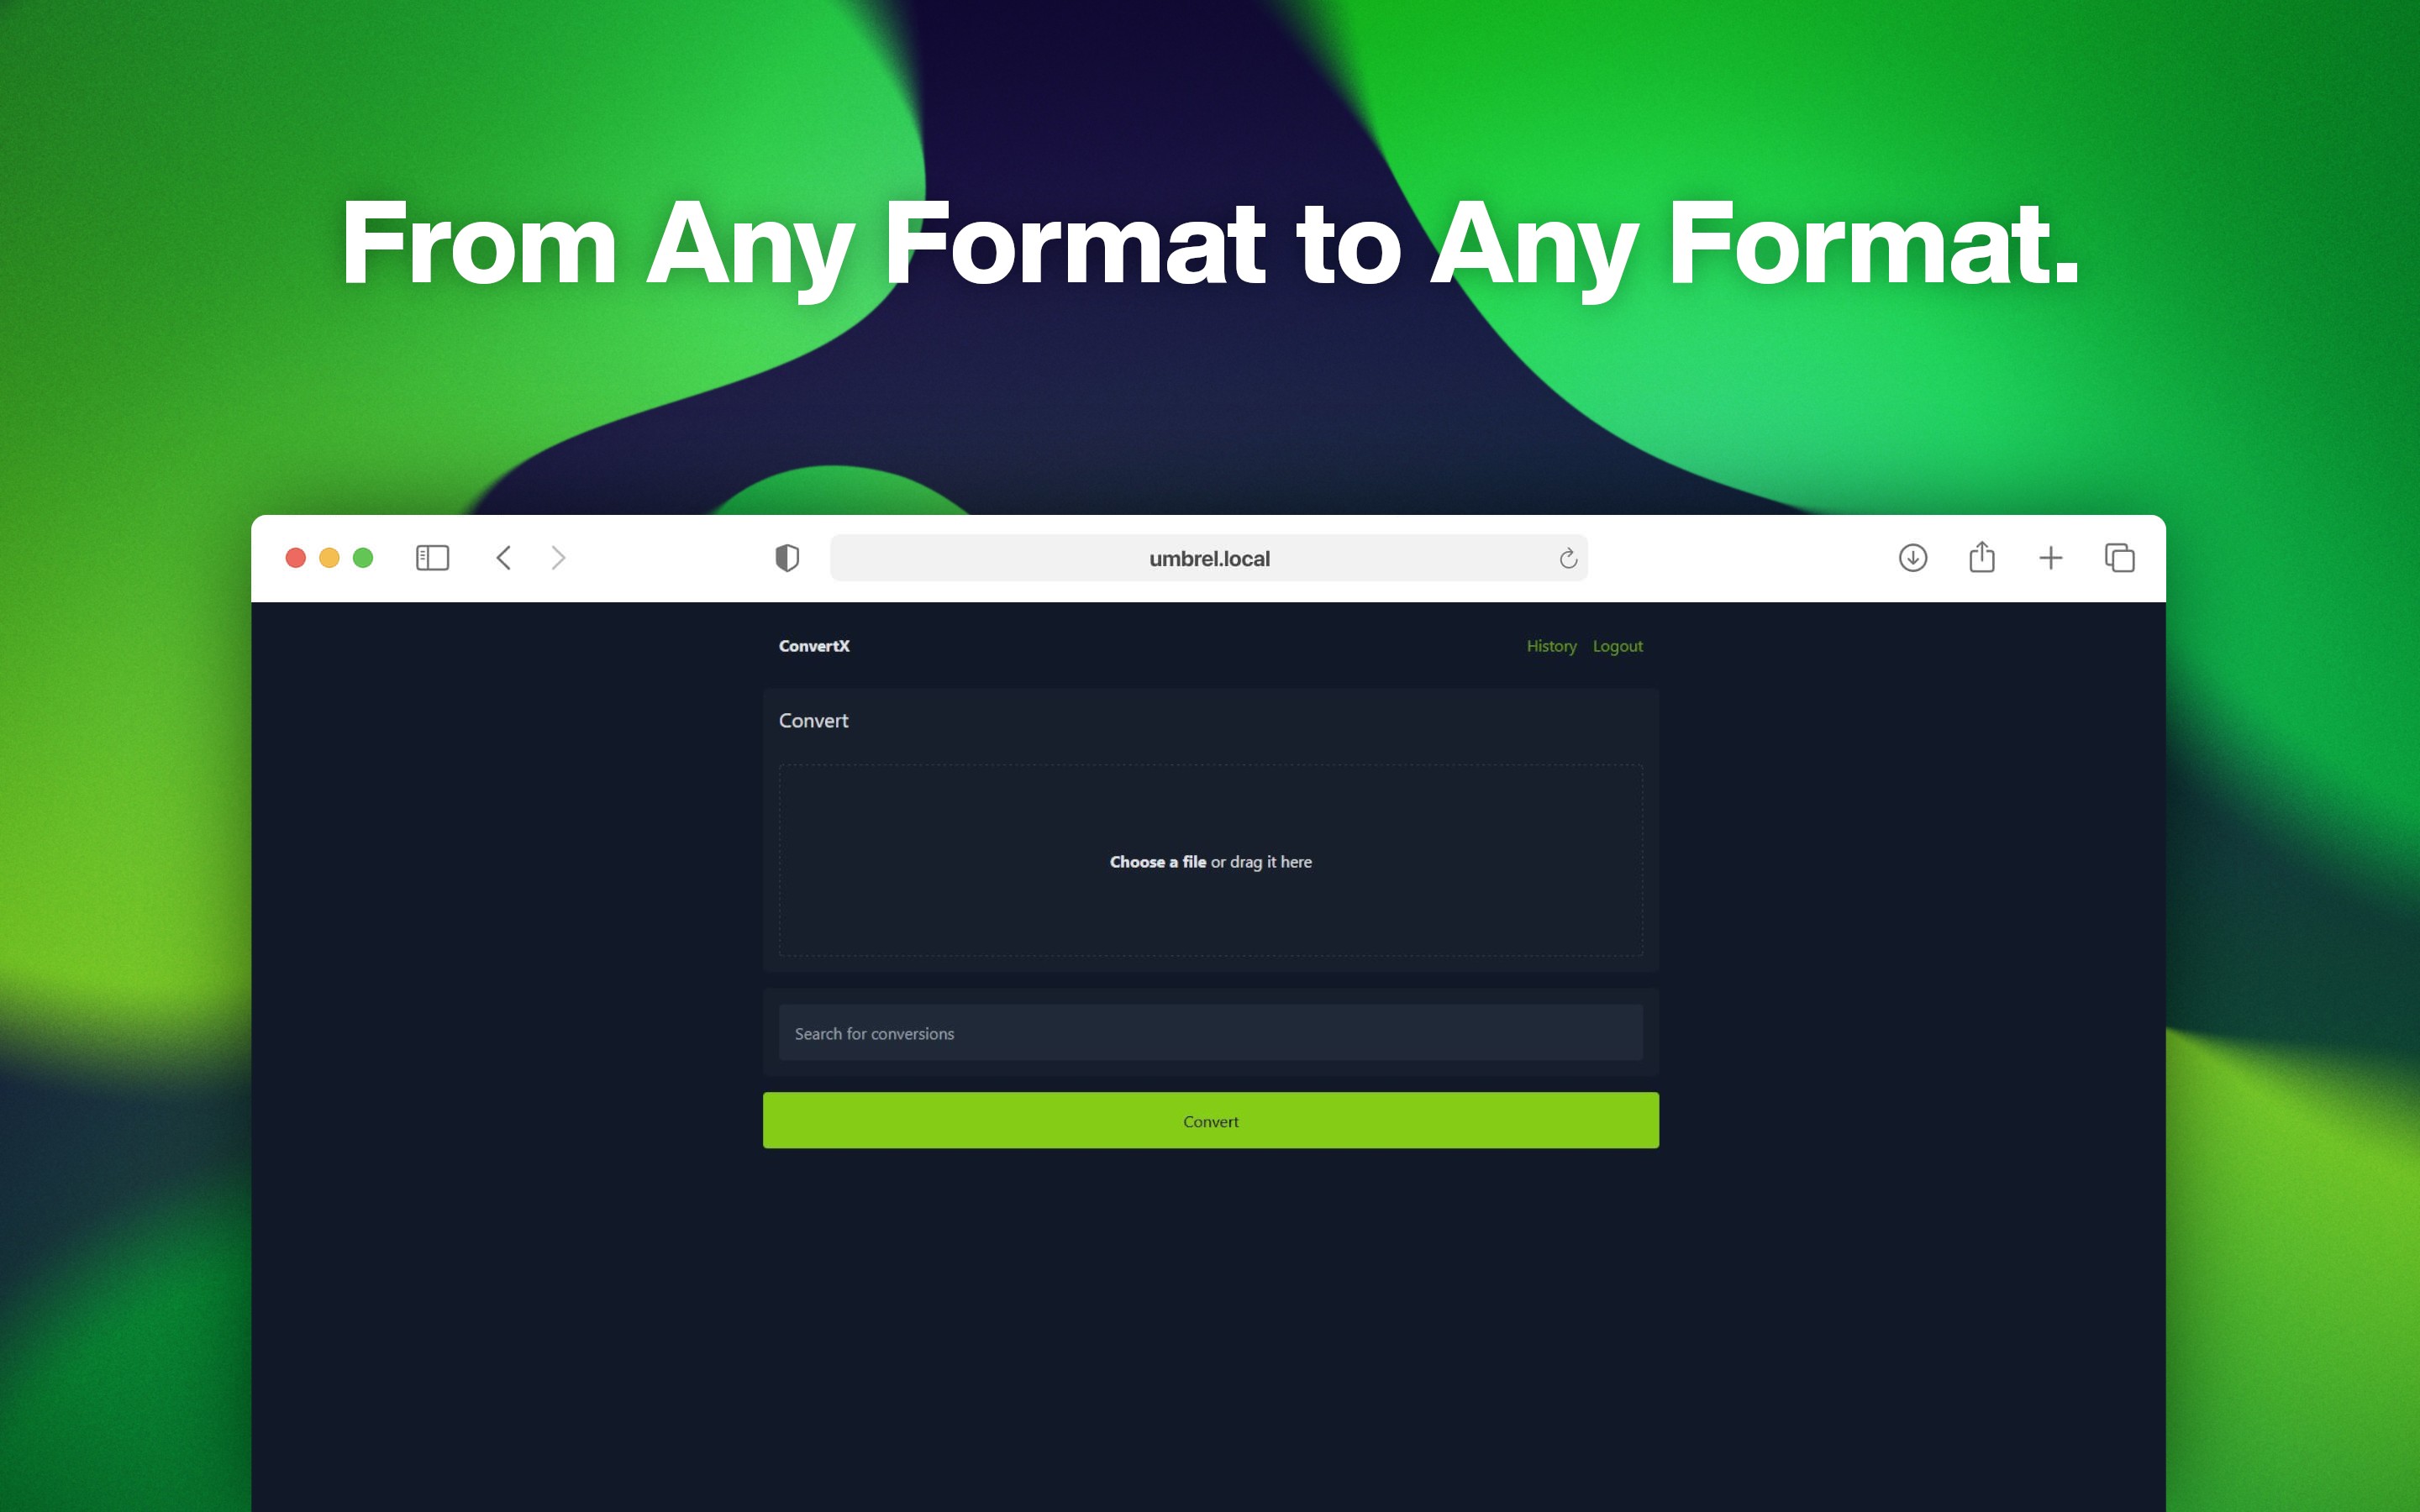 From Any Format to Any Format.
umbrel.local
ConvertX
History Logout
Convert
Choose a file or drag it here
Search for conversions
Convert